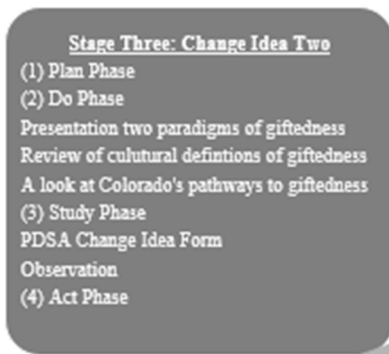 Stage Three: Change Idea Two
(1) Plan Phase
(2) Do Phase
Presentation two paradigms of giftedness
Review of culutural defintions of giftedness
A look at Colorado's pathways to giftedness
(3) Study Phase
PDSA Change Idea Form
Observation
(4) Act Phase